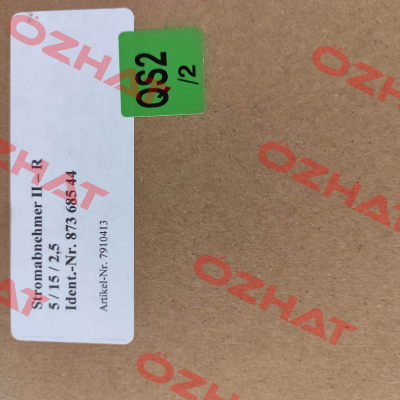 Stromabnehmer II – R
5 / 15 / 2,5
Ident.-Nr. 873 685 44
Artikel-Nr. 7910413
QS2
/2
OZHAT
OZHAT
OZHAT
OZHAT
OZHAT
OZHAT